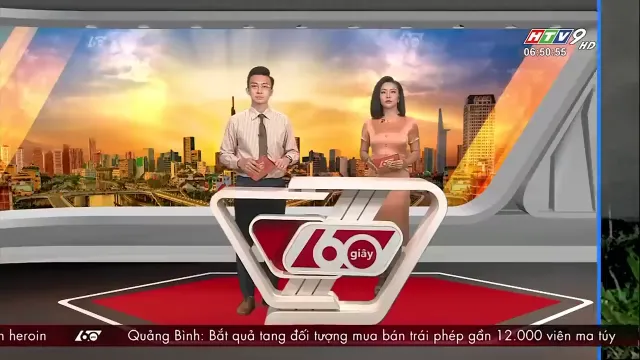 HTV9 HD
06:50:55
60 giây
n heroin 60 Quảng Bình: Bắt quả tang đối tượng mua bán trái phép gần 12.000 viên ma túy